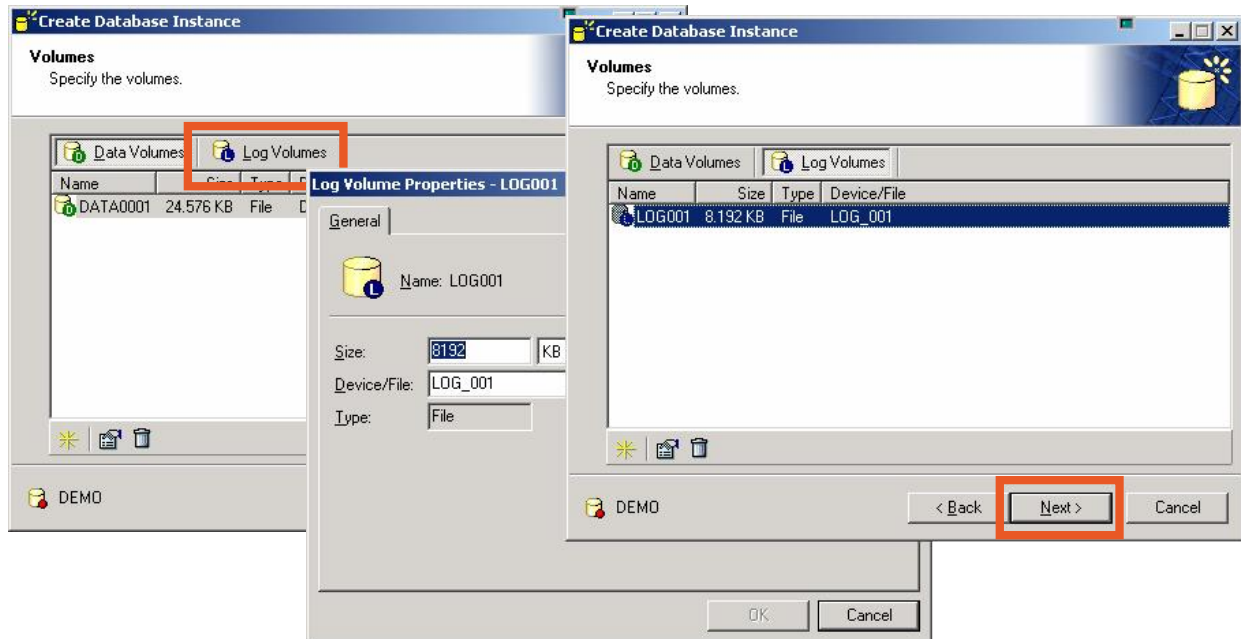 Create Database Instance
Volumes
Specify the volumes.
Data Volumes Log Volumes
Name Size Type
DATA0001 24.576 KB File
DEMO
Log Volume Properties - LOG001
General
Name: LOG001
Size: 8192 KB
Device/File: LOG_001
Type: File
OK Cancel
Create Database Instance
Volumes
Specify the volumes.
Data Volumes Log Volumes
Name Size Type Device/File
LOG001 8.192 KB File LOG_001
DEMO
< Back Next > Cancel